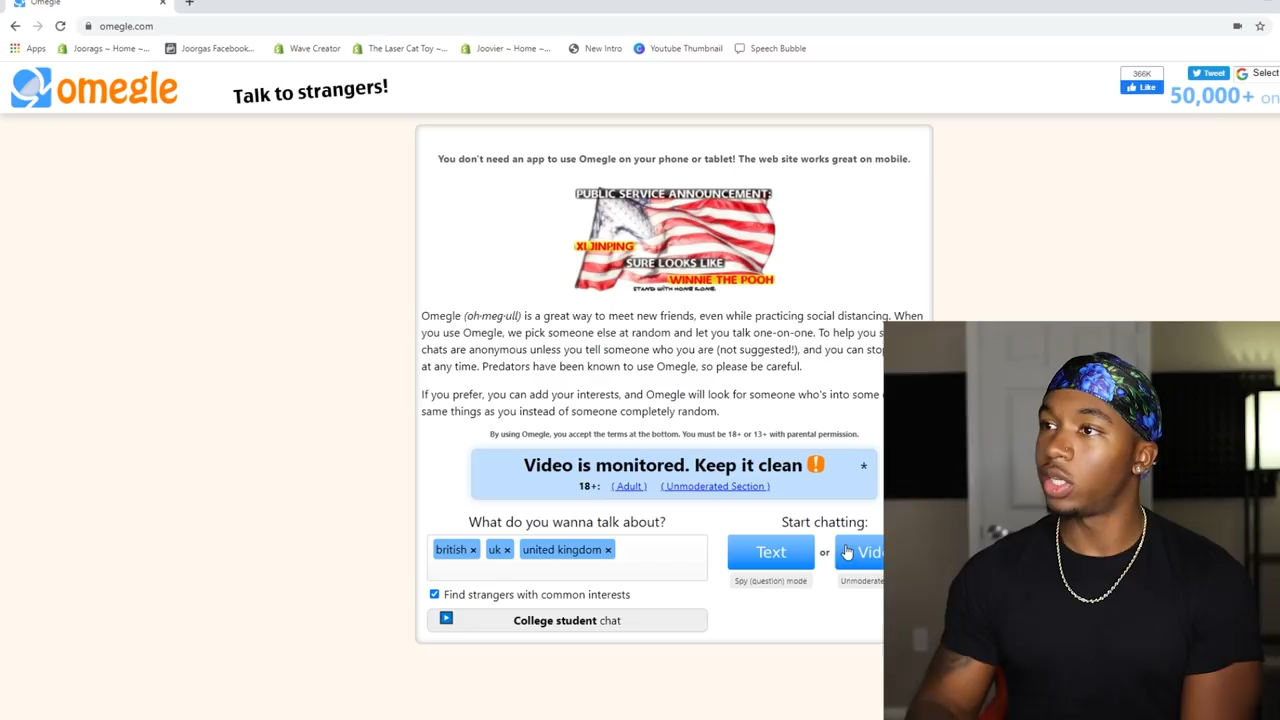 Omegle ×
omegle.com
Apps Joorags ~ Home ~... Joorgas Facebook... Wave Creator The Laser Cat Toy ~... Joovier ~ Home ~... New Intro Youtube Thumbnail Speech Bubble
omegle Talk to strangers!
366K
Like
Tweet
Select
50,000+ on
You don't need an app to use Omegle on your phone or tablet! The web site works great on mobile.
PUBLIC SERVICE ANNOUNCEMENT:
XI JINPING
SURE LOOKS LIKE
WINNIE THE POOH
STAND WITH HONG KONG.
Omegle (oh·meg·ull) is a great way to meet new friends, even while practicing social distancing. When
you use Omegle, we pick someone else at random and let you talk one-on-one. To help you s
chats are anonymous unless you tell someone who you are (not suggested!), and you can stop
at any time. Predators have been known to use Omegle, so please be careful.
If you prefer, you can add your interests, and Omegle will look for someone who's into some
same things as you instead of someone completely random.
By using Omegle, you accept the terms at the bottom. You must be 18+ or 13+ with parental permission.
Video is monitored. Keep it clean ! *
18+: (Adult) (Unmoderated Section)
What do you wanna talk about?
british × uk × united kingdom ×
Find strangers with common interests
College student chat
Start chatting:
Text or Vid
Spy (question) mode Unmoderate